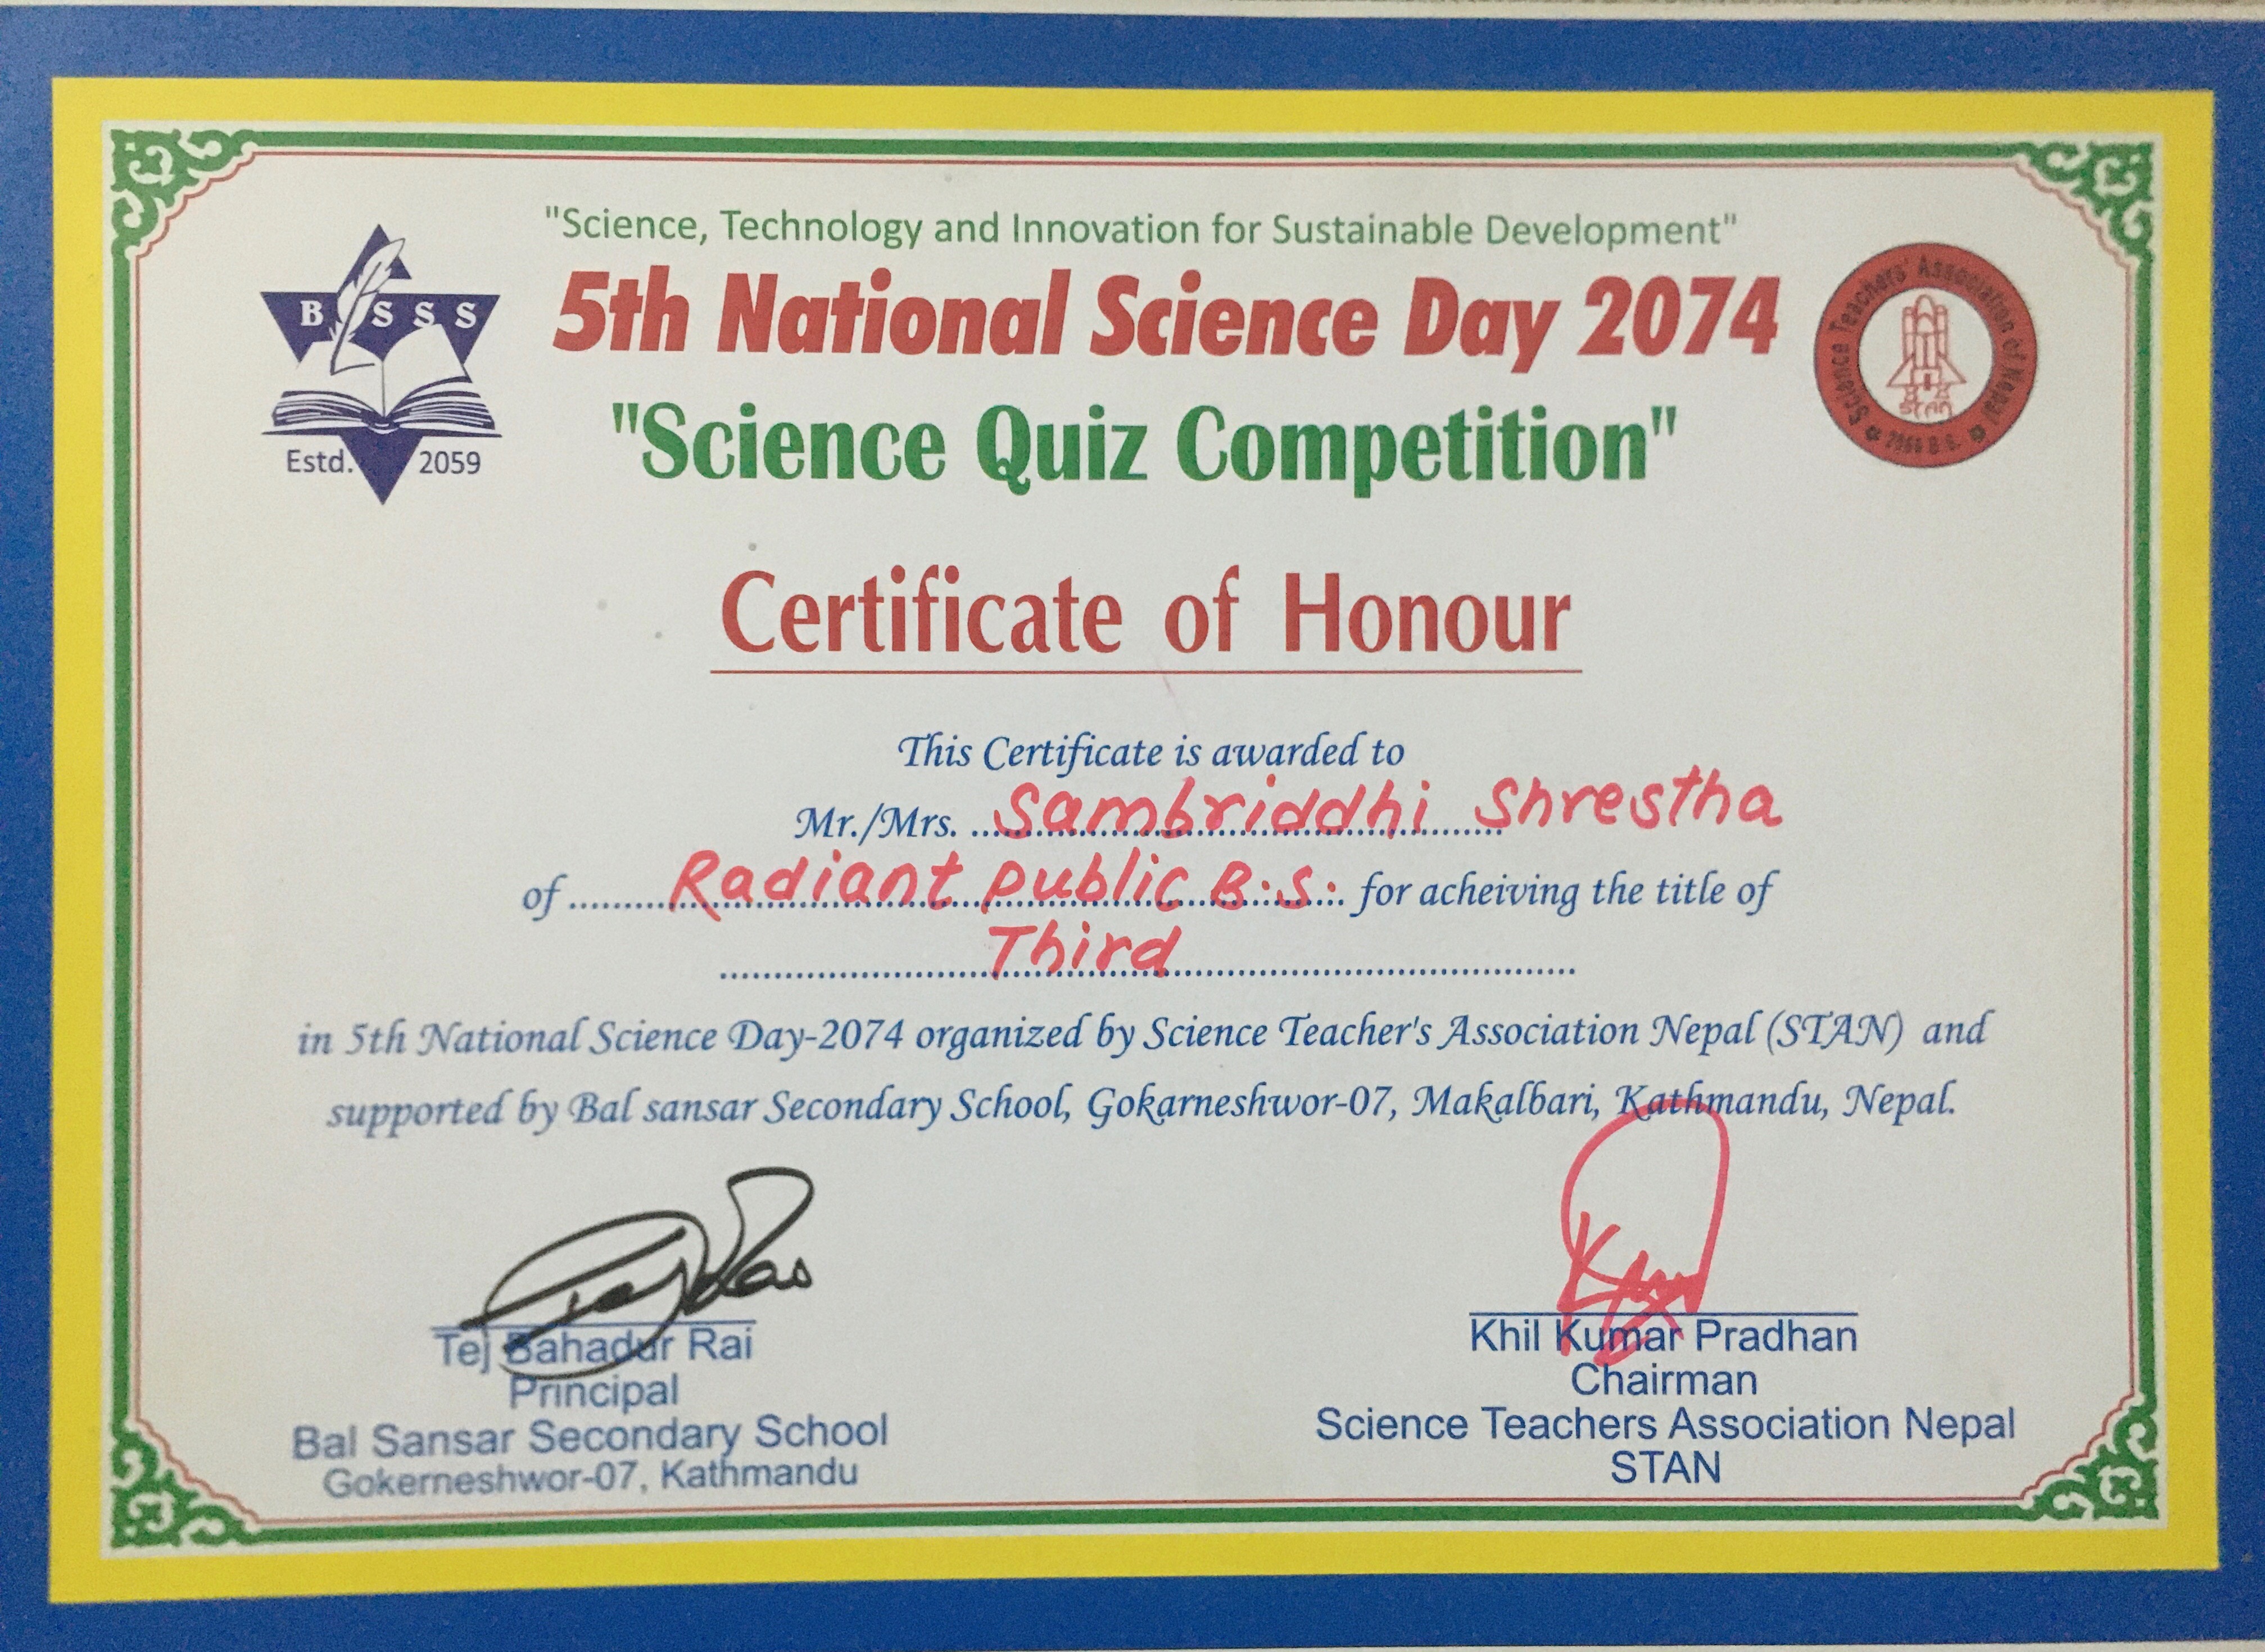 "Science, Technology and Innovation for Sustainable Development"
5th National Science Day 2074
"Science Quiz Competition"
BSSS
Estd. 2059
Science Teachers' Association of Nepal
STAN
Certificate of Honour
This Certificate is awarded to
Mr./Mrs. Sambriddhi Shrestha
of Radiant Public B.S. for acheiving the title of
Third
in 5th National Science Day-2074 organized by Science Teacher's Association Nepal (STAN) and
supported by Bal sansar Secondary School, Gokarneshwor-07, Makalbari, Kathmandu, Nepal.
Tej Bahadur Rai
Principal
Bal Sansar Secondary School
Gokerneshwor-07, Kathmandu
Khil Kumar Pradhan
Chairman
Science Teachers Association Nepal
STAN